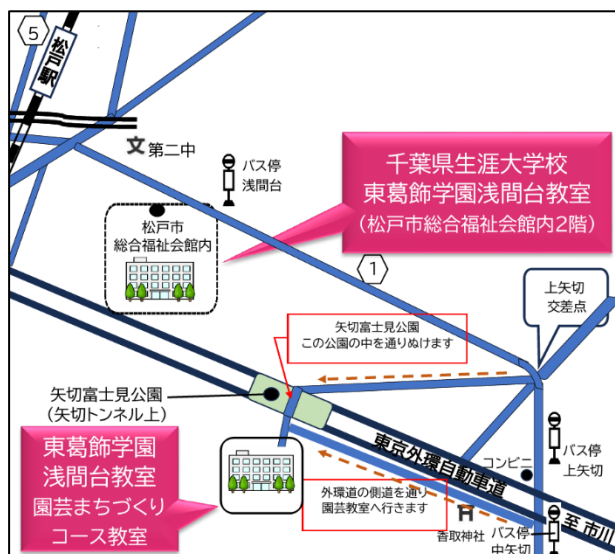 5
松戸駅
文 第二中
バス停
浅間台
千葉県生涯大学校
東葛飾学園浅間台教室
(松戸市総合福祉会館内2階)
松戸市
総合福祉会館内
1
上矢切
交差点
矢切富士見公園
この公園の中を通りぬけます
矢切富士見公園
(矢切トンネル上)
東京外環自動車道
バス停
上矢切
コンビニ
東葛飾学園
浅間台教室
園芸まちづくり
コース教室
外環道の側道を通り
園芸教室へ行きます
香取神社
バス停
中矢切
至 市川